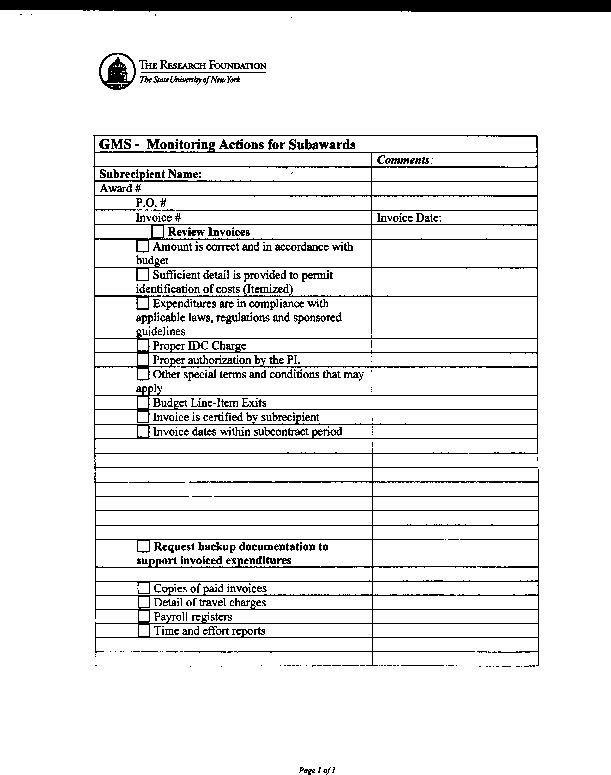 THE RESEARCH FOUNDATION
The State University of New York
GMS - Monitoring Actions for Subawards
Comments:
Subrecipient Name:
Award #
P.O. #
Invoice # Invoice Date:
Review Invoices
Amount is correct and in accordance with
budget
Sufficient detail is provided to permit
identification of costs (Itemized)
Expenditures are in compliance with
applicable laws, regulations and sponsored
guidelines
Proper IDC Charge
Proper authorization by the PI.
Other special terms and conditions that may
apply
Budget Line-Item Exits
Invoice is certified by subrecipient
Invoice dates within subcontract period
Request backup documentation to
support invoiced expenditures
Copies of paid invoices
Detail of travel charges
Payroll registers
Time and effort reports
Page 1 of 1